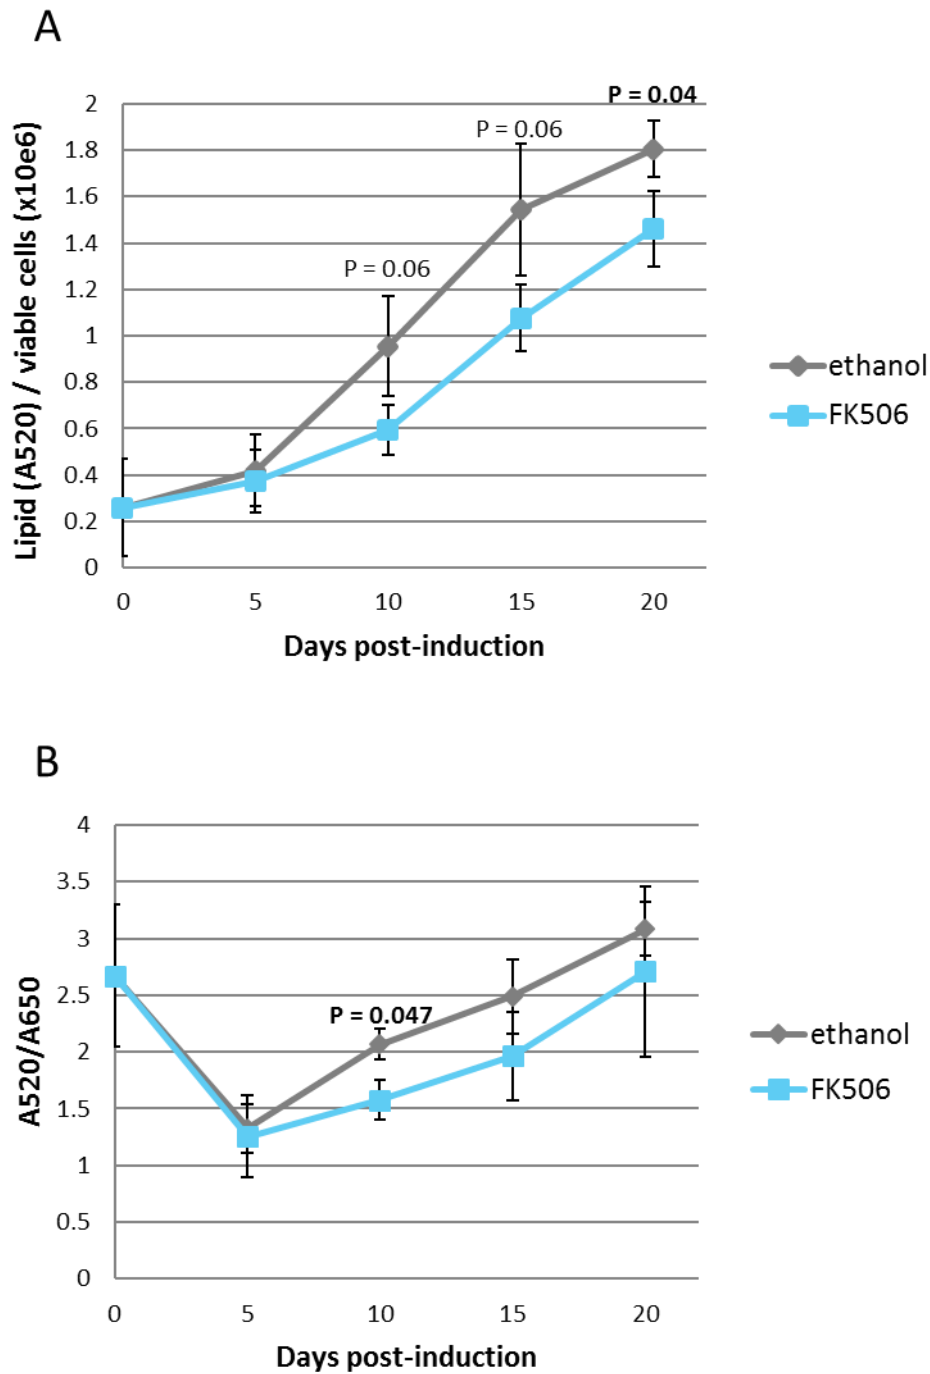 A
P = 0.04
2
P = 0.06
1.8
1.6
1.4
P = 0.06
1.2
1
0.8
0.6
0.4
0.2
0
Lipid (A520) / viable cells (x10e6)
0 5 10 15 20
Days post-induction
ethanol
FK506
B
4
3.5
3
2.5
P = 0.047
2
1.5
1
0.5
0
A520/A650
0 5 10 15 20
Days post-induction
ethanol
FK506